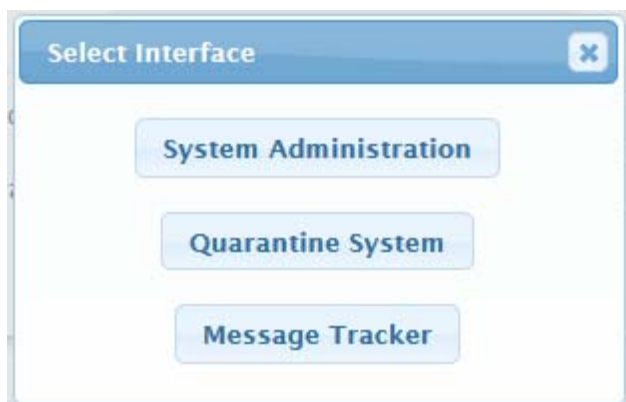 Select Interface
System Administration
Quarantine System
Message Tracker